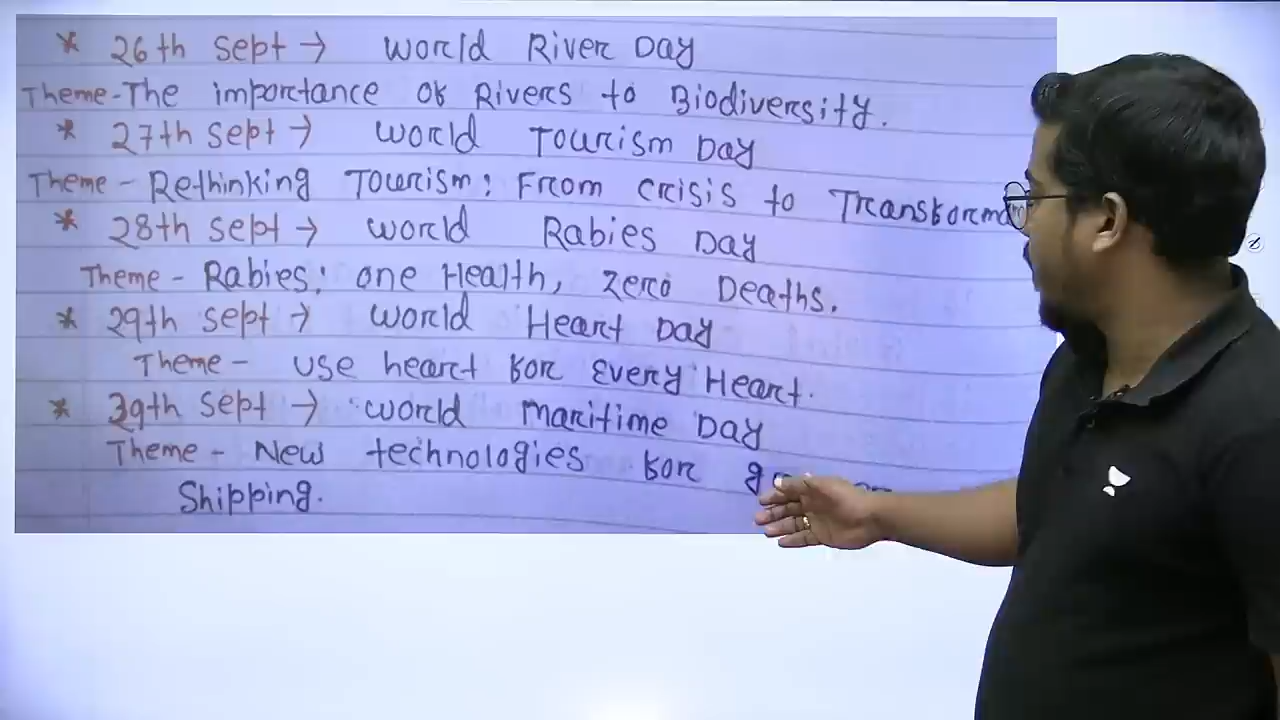 * 26th Sept → World River Day
Theme-The importance of Rivers to Biodiversity.
* 27th Sept → World Tourism Day
Theme - Rethinking Tourism: From crisis to
* 28th Sept → World Rabies Day
Theme - Rabies: one Health, Zero Deaths.
* 29th Sept → World Heart Day
Theme - Use heart for Every Heart.
* 29th Sept → World Maritime Day
Theme - New technologies for
Shipping.